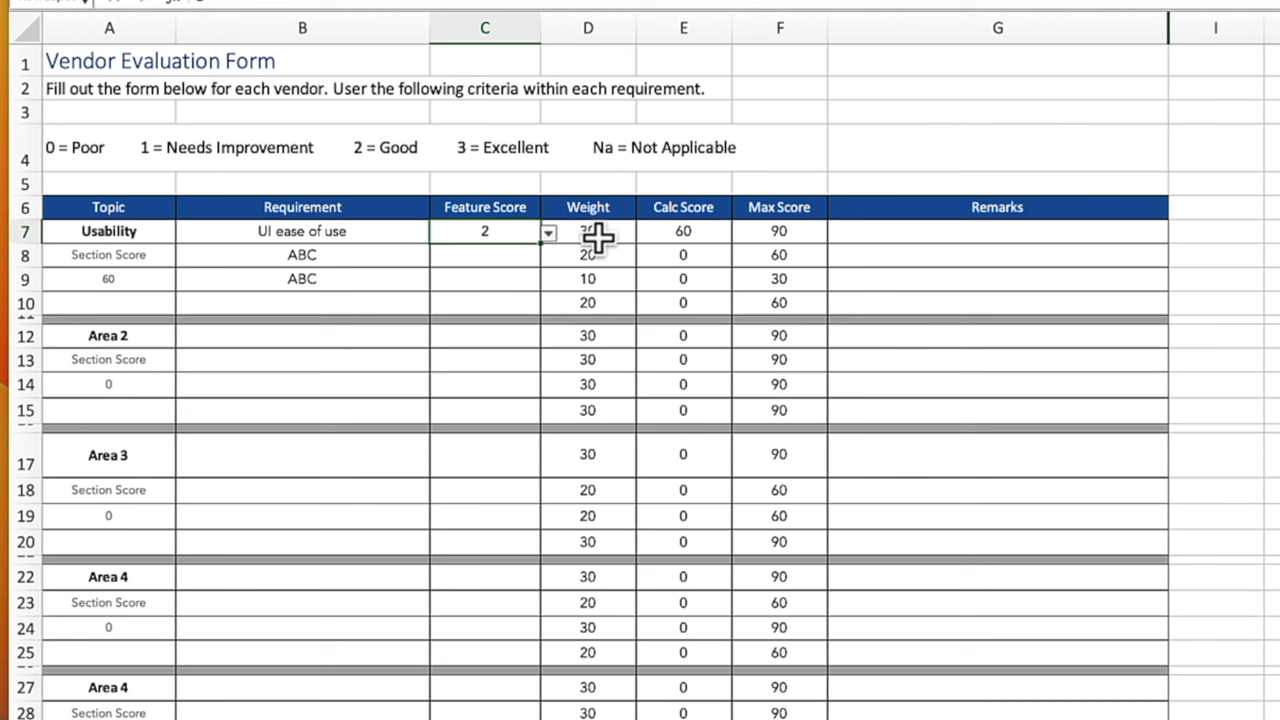 A B C D E F G I
1 Vendor Evaluation Form
2 Fill out the form below for each vendor. User the following criteria within each requirement.
3
4 0 = Poor 1 = Needs Improvement 2 = Good 3 = Excellent Na = Not Applicable
5
6 Topic Requirement Feature Score Weight Calc Score Max Score Remarks
7 Usability UI ease of use 2 60 90
8 Section Score ABC 20 0 60
9 60 ABC 10 0 30
10 20 0 60
12 Area 2 30 0 90
13 Section Score 30 0 90
14 0 30 0 90
15 30 0 90
17 Area 3 30 0 90
18 Section Score 20 0 60
19 0 20 0 60
20 30 0 90
22 Area 4 30 0 90
23 Section Score 20 0 60
24 0 30 0 90
25 20 0 60
27 Area 4 30 0 90
28 Section Score 30 0 90